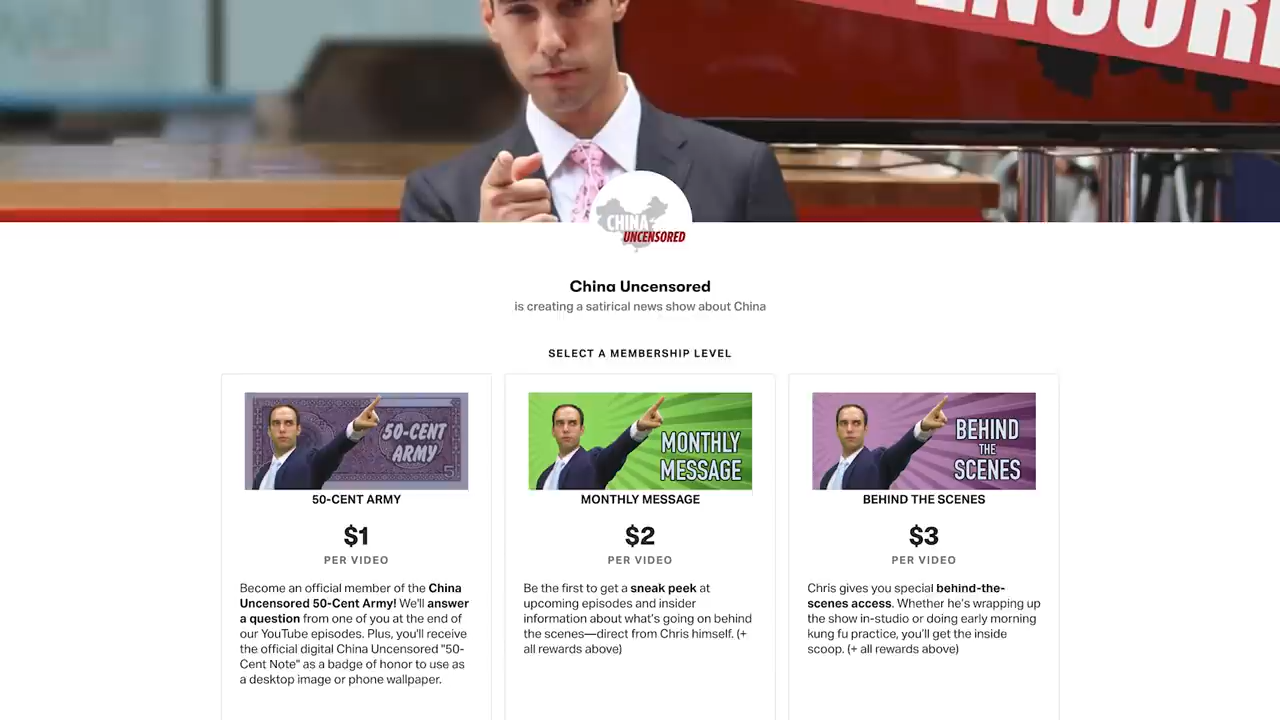 CHINA
UNCENSORED
China Uncensored
is creating a satirical news show about China
SELECT A MEMBERSHIP LEVEL
50-CENT
ARMY
5
50-CENT ARMY
$1
PER VIDEO
Become an official member of the China
Uncensored 50-Cent Army! We'll answer
a question from one of you at the end of
our YouTube episodes. Plus, you'll receive
the official digital China Uncensored "50-
Cent Note" as a badge of honor to use as
a desktop image or phone wallpaper.
MONTHLY
MESSAGE
MONTHLY MESSAGE
$2
PER VIDEO
Be the first to get a sneak peek at
upcoming episodes and insider
information about what's going on behind
the scenes—direct from Chris himself. (+
all rewards above)
BEHIND
THE
SCENES
BEHIND THE SCENES
$3
PER VIDEO
Chris gives you special behind-the-
scenes access. Whether he's wrapping up
the show in-studio or doing early morning
kung fu practice, you'll get the inside
scoop. (+ all rewards above)